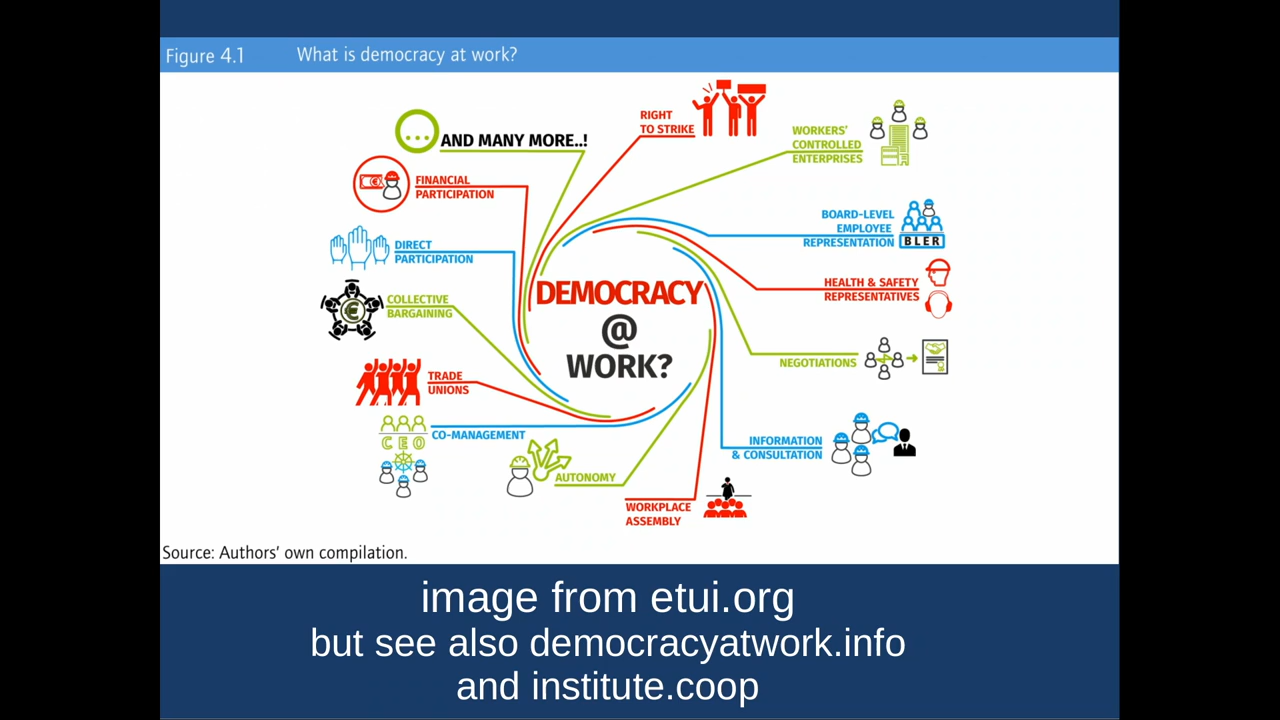 Figure 4.1 What is democracy at work?
RIGHT
TO STRIKE
WORKERS'
CONTROLLED
ENTERPRISES
BOARD-LEVEL
EMPLOYEE
REPRESENTATION
BLER
HEALTH & SAFETY
REPRESENTATIVES
NEGOTIATIONS
INFORMATION
& CONSULTATION
WORKPLACE
ASSEMBLY
AUTONOMY
CO-MANAGEMENT
CEO
TRADE
UNIONS
COLLECTIVE
BARGAINING
€
DIRECT
PARTICIPATION
FINANCIAL
PARTICIPATION
€
...
AND MANY MORE..!
DEMOCRACY
@
WORK?
Source: Authors' own compilation.
image from etui.org
but see also democracyatwork.info
and institute.coop